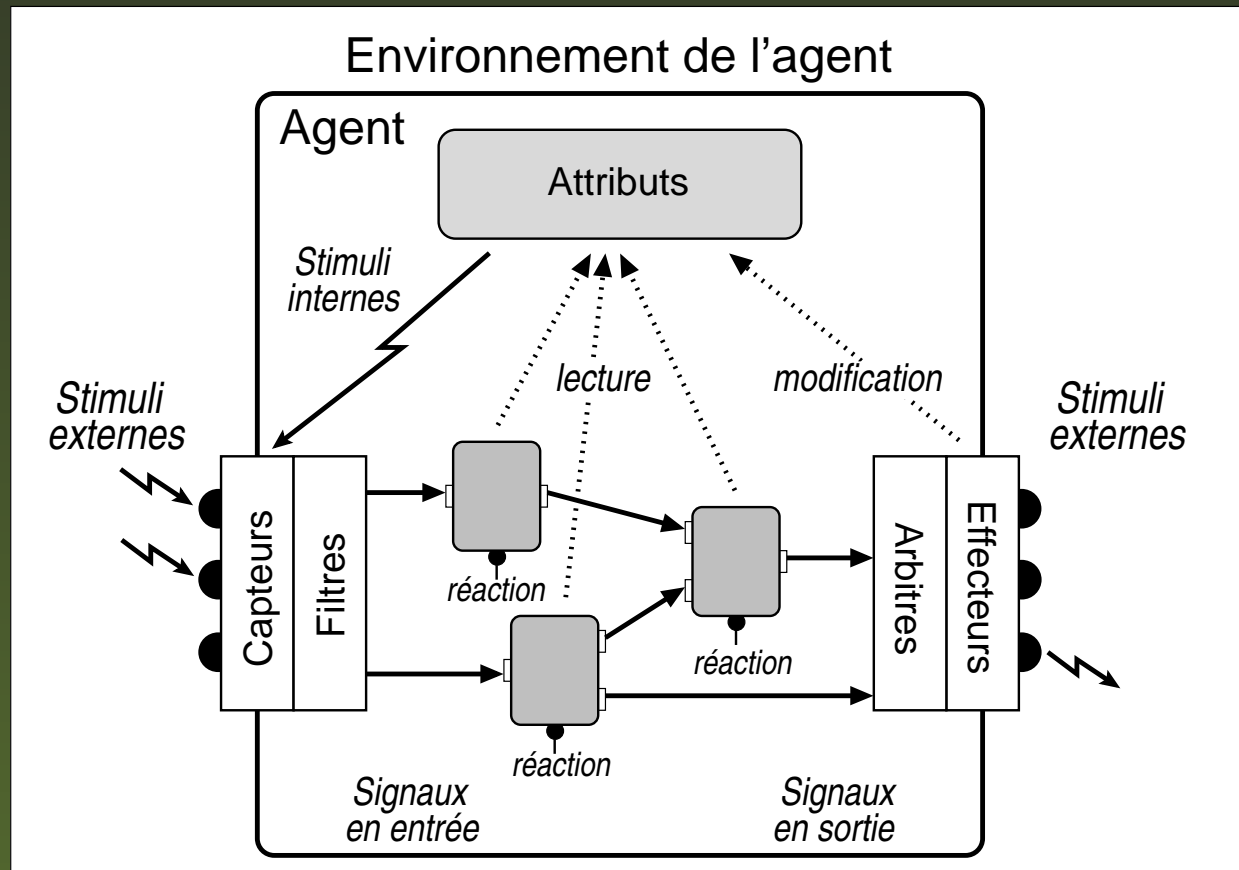 Environnement de l'agent
Agent
Attributs
Stimuli
internes
lecture
modification
Stimuli
externes
Stimuli
externes
Capteurs
Filtres
réaction
réaction
réaction
Arbitres
Effecteurs
Signaux
en entrée
Signaux
en sortie